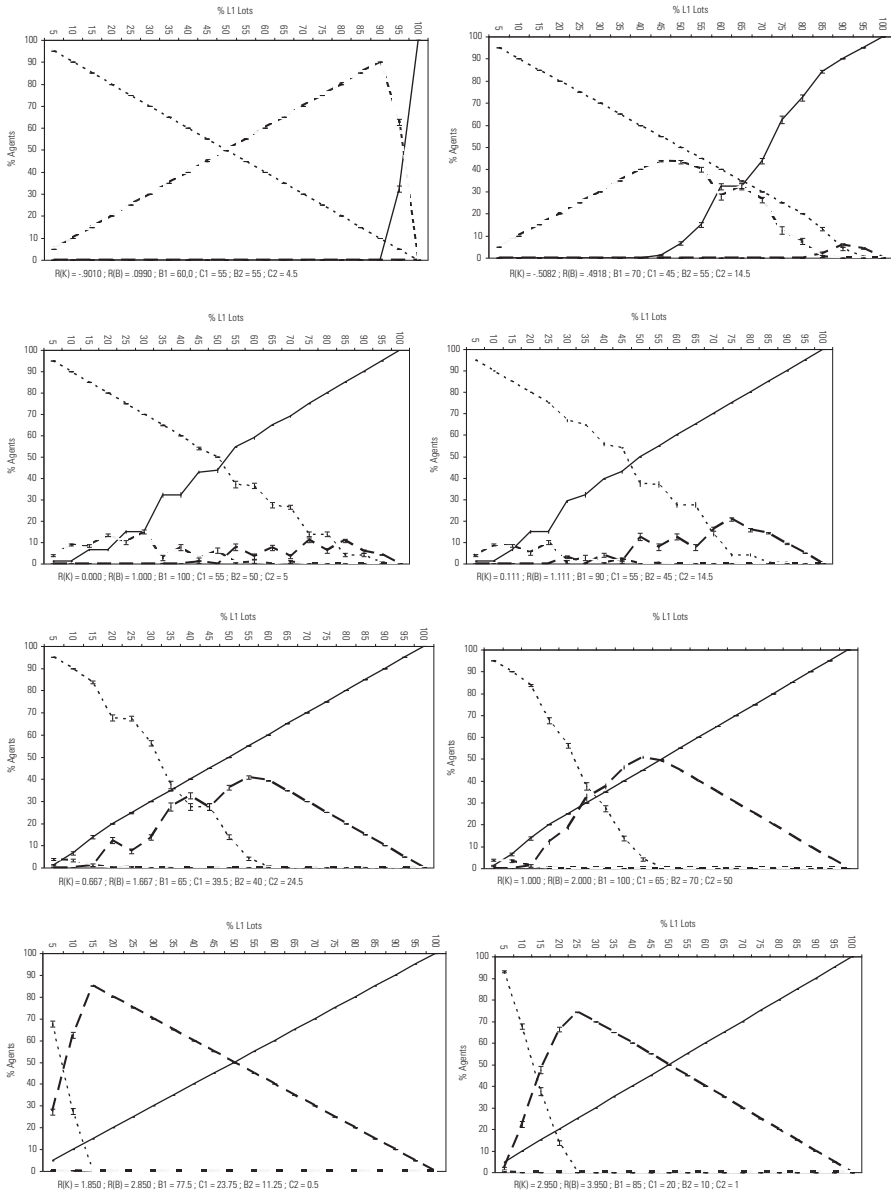 % L1 Lots
5 10 15 20 25 30 35 40 45 50 55 60 65 70 75 80 85 90 95 100
100
90
80
70
60
50
40
30
20
10
0
% Agents
R(K) = -.9010 ; R(B) = .0990 ; B1 = 60,0 ; C1 = 55 ; B2 = 55 ; C2 = 4.5
% L1 Lots
5 10 15 20 25 30 35 40 45 50 55 60 65 70 75 80 85 90 95 100
100
90
80
70
60
50
40
30
20
10
0
% Agents
R(K) = -.5082 ; R(B) = .4918 ; B1 = 70 ; C1 = 45 ; B2 = 55 ; C2 = 14.5
% L1 Lots
5 10 15 20 25 30 35 40 45 50 55 60 65 70 75 80 85 90 95 100
100
90
80
70
60
50
40
30
20
10
0
% Agents
R(K) = 0.000 ; R(B) = 1.000 ; B1 = 100 ; C1 = 55 ; B2 = 50 ; C2 = 5
% L1 Lots
5 10 15 20 25 30 35 40 45 50 55 60 65 70 75 80 85 90 95 100
100
90
80
70
60
50
40
30
20
10
0
% Agents
R(K) = 0.111 ; R(B) = 1.111 ; B1 = 90 ; C1 = 55 ; B2 = 45 ; C2 = 14.5
% L1 Lots
5 10 15 20 25 30 35 40 45 50 55 60 65 70 75 80 85 90 95 100
100
90
80
70
60
50
40
30
20
10
0
% Agents
R(K) = 0.667 ; R(B) = 1.667 ; B1 = 65 ; C1 = 39.5 ; B2 = 40 ; C2 = 24.5
% L1 Lots
5 10 15 20 25 30 35 40 45 50 55 60 65 70 75 80 85 90 95 100
100
90
80
70
60
50
40
30
20
10
0
% Agents
R(K) = 1.000 ; R(B) = 2.000 ; B1 = 100 ; C1 = 65 ; B2 = 70 ; C2 = 50
% L1 Lots
5 10 15 20 25 30 35 40 45 50 55 60 65 70 75 80 85 90 95 100
100
90
80
70
60
50
40
30
20
10
0
% Agents
R(K) = 1.850 ; R(B) = 2.850 ; B1 = 77.5 ; C1 = 23.75 ; B2 = 11.25 ; C2 = 0.5
% L1 Lots
5 10 15 20 25 30 35 40 45 50 55 60 65 70 75 80 85 90 95 100
100
90
80
70
60
50
40
30
20
10
0
% Agents
R(K) = 2.950 ; R(B) = 3.950 ; B1 = 85 ; C1 = 20 ; B2 = 10 ; C2 = 1